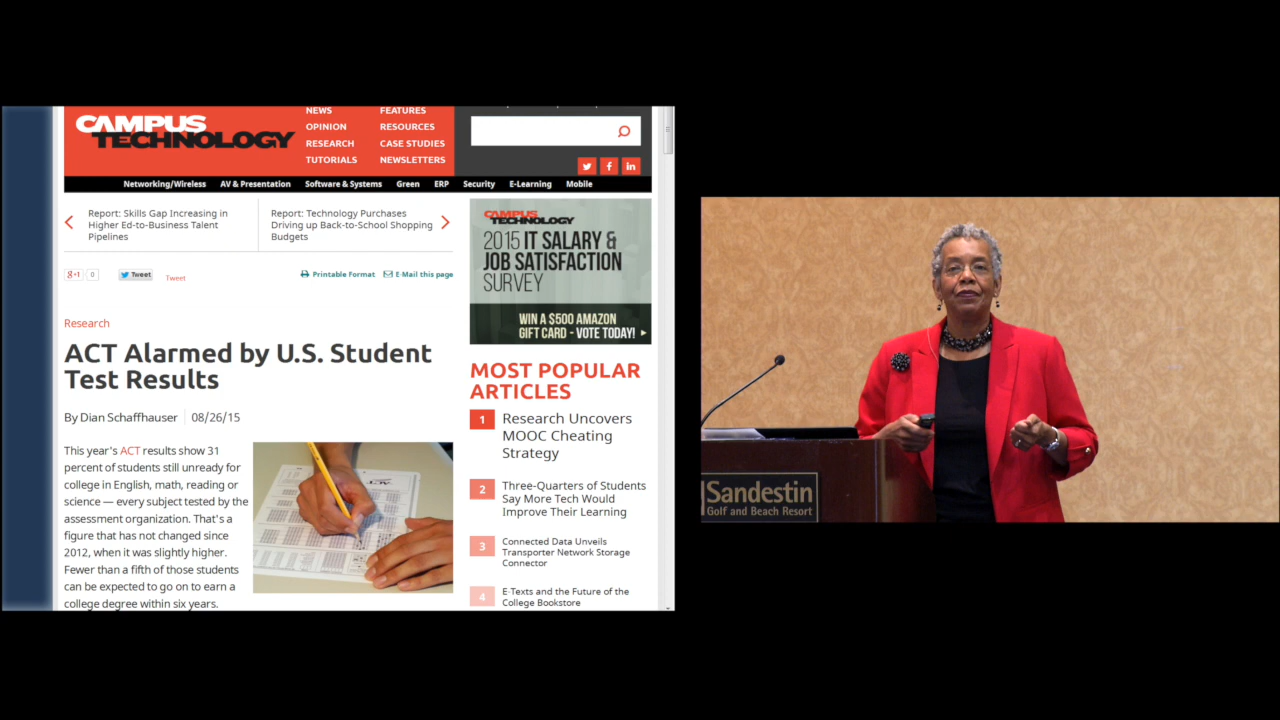 CAMPUS
TECHNOLOGY
NEWS
OPINION
RESEARCH
TUTORIALS
FEATURES
RESOURCES
CASE STUDIES
NEWSLETTERS
Networking/Wireless AV & Presentation Software & Systems Green ERP Security E-Learning Mobile
Report: Skills Gap Increasing in
Higher Ed-to-Business Talent
Pipelines
Report: Technology Purchases
Driving up Back-to-School Shopping
Budgets
g+1 0 Tweet Tweet Printable Format E-Mail this page
Research
ACT Alarmed by U.S. Student
Test Results
By Dian Schaffhauser 08/26/15
This year's ACT results show 31
percent of students still unready for
college in English, math, reading or
science — every subject tested by the
assessment organization. That's a
figure that has not changed since
2012, when it was slightly higher.
Fewer than a fifth of those students
can be expected to go on to earn a
college degree within six years.
ACT
in
CAMPUS
TECHNOLOGY
2015 IT SALARY &
JOB SATISFACTION
SURVEY
WIN A $500 AMAZON
GIFT CARD - VOTE TODAY!
MOST POPULAR
ARTICLES
1 Research Uncovers
MOOC Cheating
Strategy
2 Three-Quarters of Students
Say More Tech Would
Improve Their Learning
3 Connected Data Unveils
Transporter Network Storage
Connector
4 E-Texts and the Future of the
College Bookstore
Sandestin
Golf and Beach Resort